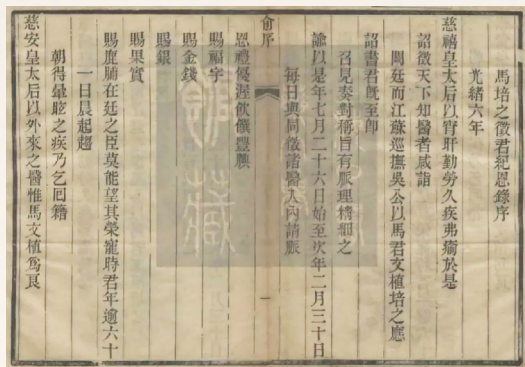 馬培之徵君紀恩錄序
光緒六年
慈禧皇太后以宵旰勤勞久疾弗瘉於是
詔徵天下知醫者咸詣
闕廷而江蘇巡撫吳公以馬君文植培之應
詔書君旣至即
召見奏對稱旨有脈理精細之
諭以是年七月二十六日始至次年二月三十日
每日與同徵諸醫入內請脈
俞序
一
恩禮優渥飲饌豐腆
賜福字
賜金錢
賜銀
賜果實
賜鹿脯在廷之臣莫能望其榮寵時君年逾六十
一日晨起趨
朝得暈眩之疾乃乞回籍
慈安皇太后以外來之醫惟馬文植爲良